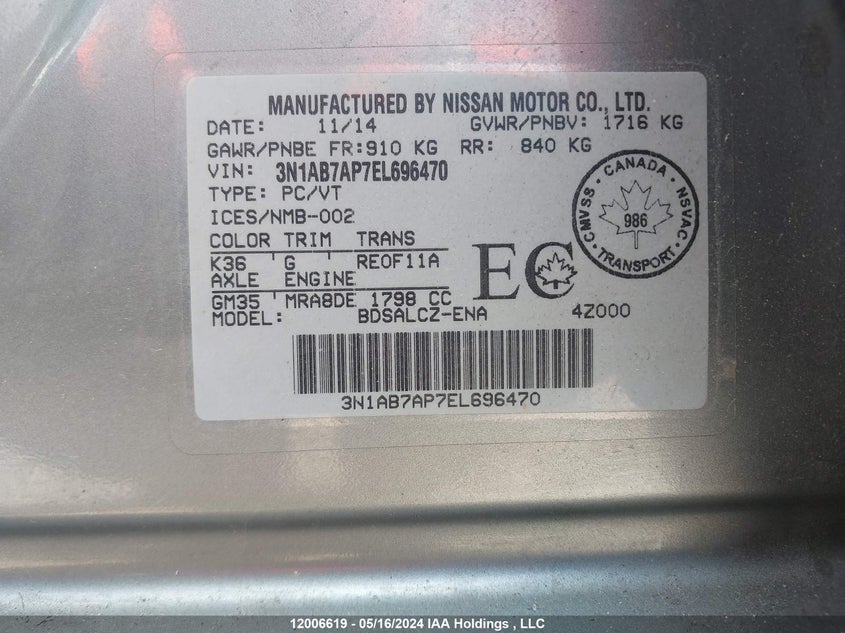 MANUFACTURED BY NISSAN MOTOR CO., LTD.
DATE: 11/14 GVWR/PNBV: 1716 KG
GAWR/PNBE FR:910 KG RR: 840 KG
VIN: 3N1AB7AP7EL696470
TYPE: PC/VT
ICES/NMB-002
COLOR TRIM TRANS
K36 ' G ' RE0F11A
AXLE ENGINE
GM35 ' MRA8DE 1798 CC
MODEL: BDSALCZ-ENA 4Z000
EC
CANADA
CMVSS
986
NSVAC
TRANSPORT
3N1AB7AP7EL696470
12006619 - 05/16/2024 IAA Holdings , LLC